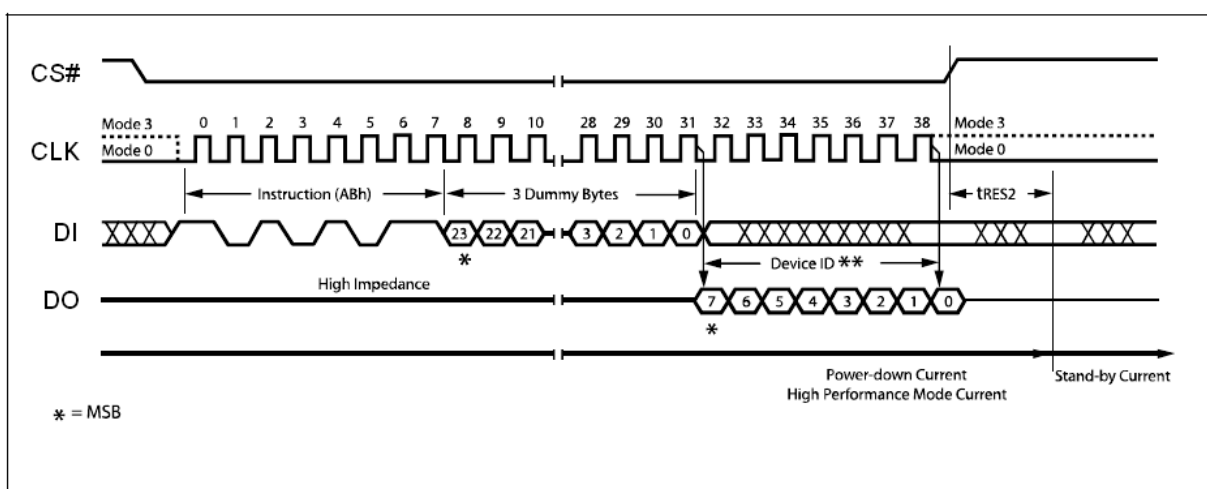 CS#
Mode 3 0 1 2 3 4 5 6 7 8 9 10 28 29 30 31 32 33 34 35 36 37 38 Mode 3
CLK Mode 0 Mode 0
Instruction (ABh) 3 Dummy Bytes tRES2
DI 23 22 21 3 2 1 0
* Device ID **
High Impedance
DO 7 6 5 4 3 2 1 0
*
Power-down Current Stand-by Current
High Performance Mode Current
* = MSB